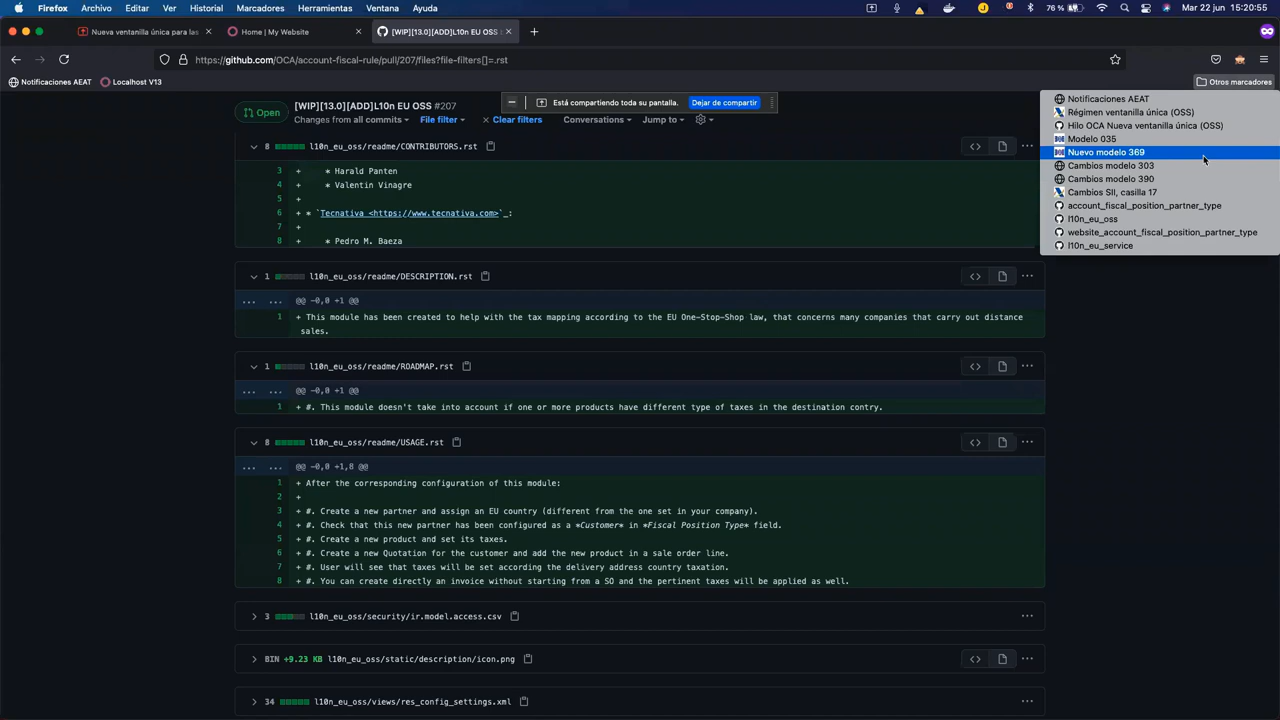 Firefox Archivo Editar Ver Historial Marcadores Herramientas Ventana Ayuda
76 % Mar 22 jun 15:20:55
Nueva ventanilla única para las
Home | My Website
[WIP][13.0][ADD]L10n EU OSS
https://github.com/OCA/account-fiscal-rule/pull/207/files?file-filters[]=.rst
Notificaciones AEAT
Localhost V13
Otros marcadores
Notificaciones AEAT
Régimen ventanilla única (OSS)
Hilo OCA Nueva ventanilla única (OSS)
Modelo 035
Nuevo modelo 369
Cambios modelo 303
Cambios modelo 390
Cambios SII, casilla 17
account_fiscal_position_partner_type
l10n_eu_oss
website_account_fiscal_position_partner_type
l10n_eu_service
Está compartiendo toda su pantalla. Dejar de compartir
Open
[WIP][13.0][ADD]L10n EU OSS #207
Changes from all commits File filter Clear filters Conversations Jump to
8 l10n_eu_oss/readme/CONTRIBUTORS.rst
3 + * Harald Panten
4 + * Valentin Vinagre
5 +
6 + * `Tecnativa <https://www.tecnativa.com>`_:
7 +
8 + * Pedro M. Baeza
1 l10n_eu_oss/readme/DESCRIPTION.rst
... ... @@ -0,0 +1 @@
1 + This module has been created to help with the tax mapping according to the EU One-Stop-Shop law, that concerns many companies that carry out distance
sales.
1 l10n_eu_oss/readme/ROADMAP.rst
... ... @@ -0,0 +1 @@
1 + #. This module doesn't take into account if one or more products have different type of taxes in the destination contry.
8 l10n_eu_oss/readme/USAGE.rst
... ... @@ -0,0 +1,8 @@
1 + After the corresponding configuration of this module:
2 +
3 + #. Create a new partner and assign an EU country (different from the one set in your company).
4 + #. Check that this new partner has been configured as a *Customer* in *Fiscal Position Type* field.
5 + #. Create a new product and set its taxes.
6 + #. Create a new Quotation for the customer and add the new product in a sale order line.
7 + #. User will see that taxes will be set according the delivery address country taxation.
8 + #. You can create directly an invoice without starting from a SO and the pertinent taxes will be applied as well.
3 l10n_eu_oss/security/ir.model.access.csv
BIN +9.23 KB l10n_eu_oss/static/description/icon.png
34 l10n_eu_oss/views/res_config_settings.xml